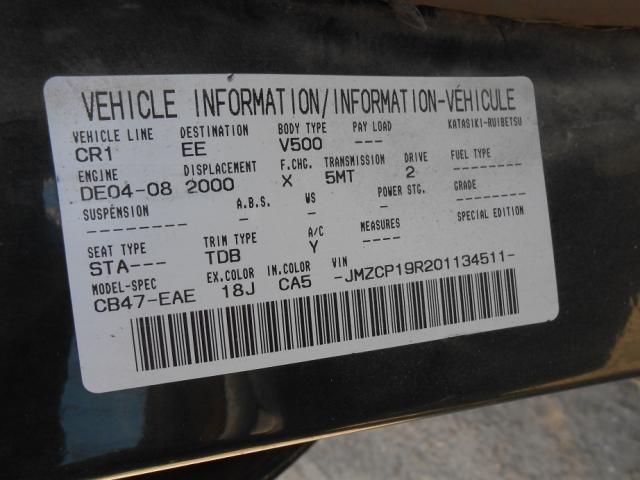 VEHICLE INFORMATION/INFORMATION-VÉHICULE
VEHICLE LINE DESTINATION BODY TYPE PAY LOAD KATASIKI-RUIBETSU
CR1 EE V500 ---
ENGINE DISPLACEMENT F.CHG. TRANSMISSION DRIVE FUEL TYPE
DE04-08 2000 X 5MT 2 --------
SUSPENSION A.B.S. WS POWER STG. GRADE
-------- -- -- ---- --------
SEAT TYPE TRIM TYPE A/C MEASURES SPECIAL EDITION
STA--- TDB Y ----
MODEL-SPEC EX.COLOR IN.COLOR VIN
CB47-EAE 18J CA5 -JMZCP19R201134511-